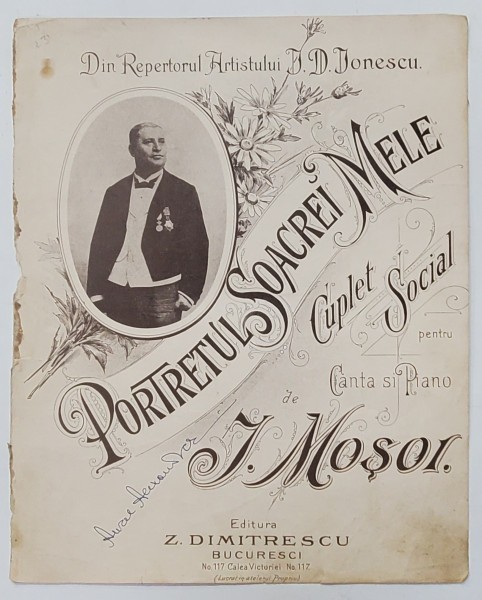 Din Repertorul Artistului J. D. Jonescu.
PORTRETUL SOACREI MELE
Cuplet Social
pentru
Canta si Piano
de
J. Moșoi.
Editura
Z. DIMITRESCU
BUCURESCI
No. 117 Calea Victoriei No. 117